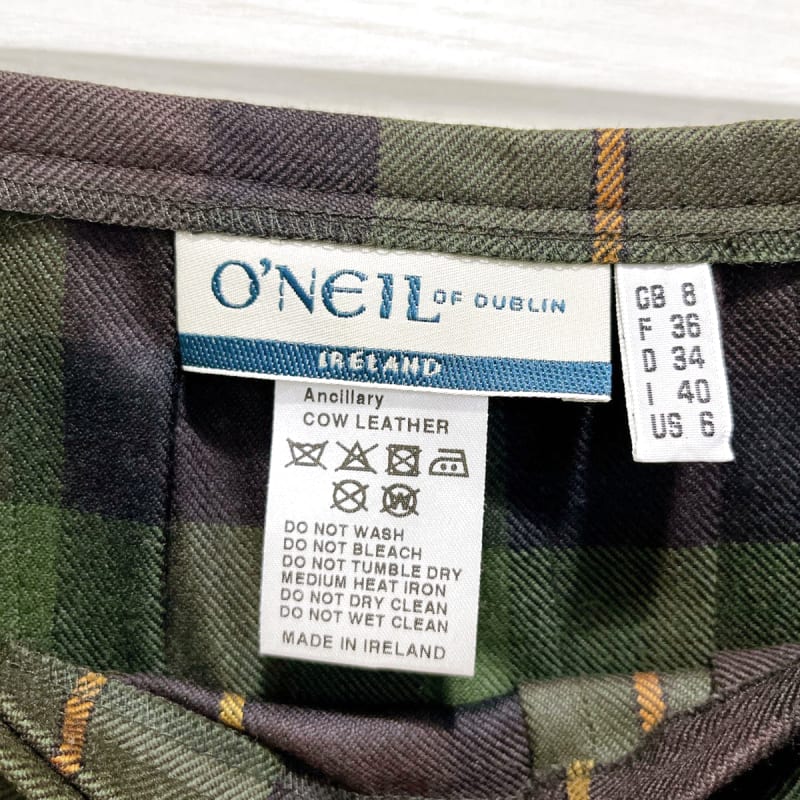 O'NEIL OF DUBLIN
IRELAND
GB 8
F 36
D 34
I 40
US 6
Ancillary
COW LEATHER
W
DO NOT WASH
DO NOT BLEACH
DO NOT TUMBLE DRY
MEDIUM HEAT IRON
DO NOT DRY CLEAN
DO NOT WET CLEAN
MADE IN IRELAND